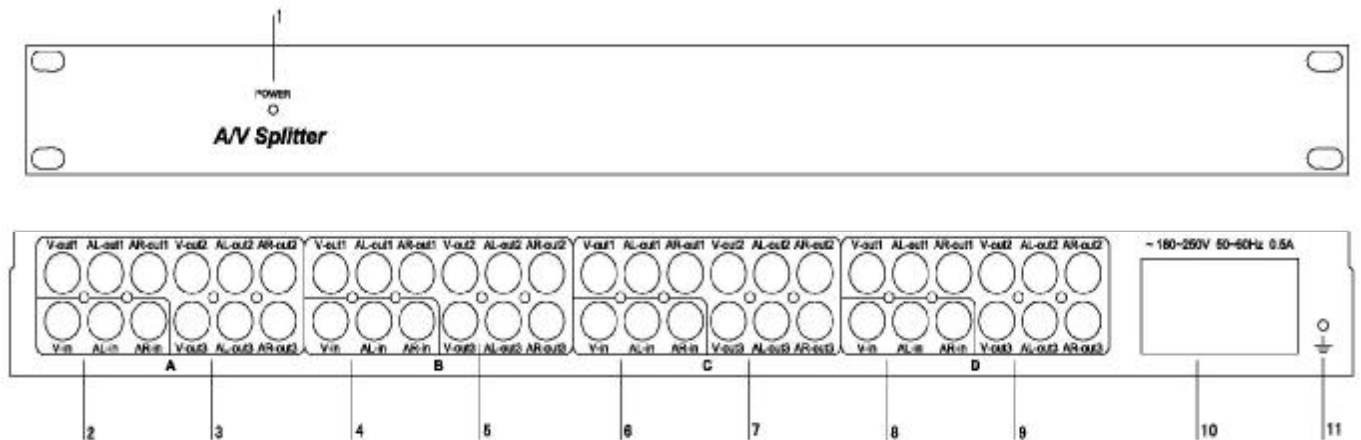 1
POWER
A/V Splitter
V-out1 AL-out1 AR-out1 V-out2 AL-out2 AR-out2 V-out1 AL-out1 AR-out1 V-out2 AL-out2 AR-out2 V-out1 AL-out1 AR-out1 V-out2 AL-out2 AR-out2 V-out1 AL-out1 AR-out1 V-out2 AL-out2 AR-out2 ~ 160~250V 50~60Hz 0.5A
V-in AL-in AR-in V-out3 AL-out3 AR-out3 V-in AL-in AR-in V-out3 AL-out3 AR-out3 V-in AL-in AR-in V-out3 AL-out3 AR-out3 V-in AL-in AR-in V-out3 AL-out3 AR-out3
A B C D
2 3 4 5 6 7 8 9 10 11